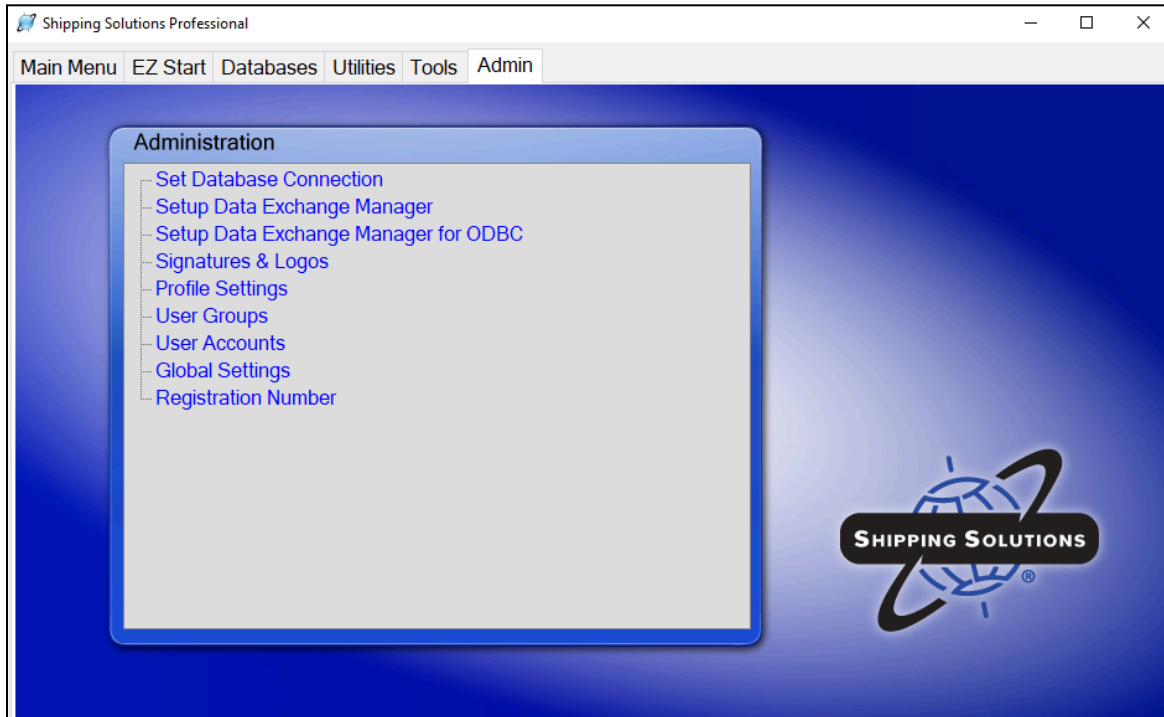 Shipping Solutions Professional
Main Menu EZ Start Databases Utilities Tools Admin
Administration
Set Database Connection
Setup Data Exchange Manager
Setup Data Exchange Manager for ODBC
Signatures & Logos
Profile Settings
User Groups
User Accounts
Global Settings
Registration Number
SHIPPING SOLUTIONS
®